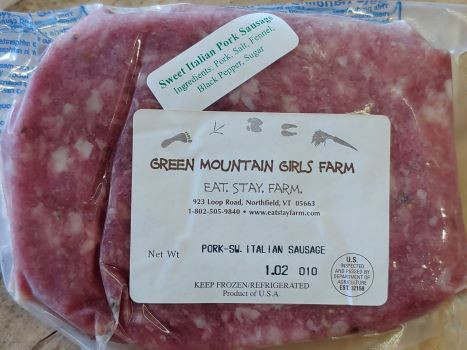 Sweet Italian Pork Sausage
Ingredients: Pork, Salt, Fennel,
Black Pepper, Sugar
GREEN MOUNTAIN GIRLS FARM
EAT. STAY. FARM.
923 Loop Road, Northfield, VT 05663
1-802-505-9840 • www.eatstayfarm.com
Net Wt
PORK-SW. ITALIAN SAUSAGE
1.02 010
U.S.
INSPECTED
AND PASSED BY
DEPARTMENT OF
AGRICULTURE
EST. 32158
KEEP FROZEN/REFRIGERATED
Product of U.S.A.